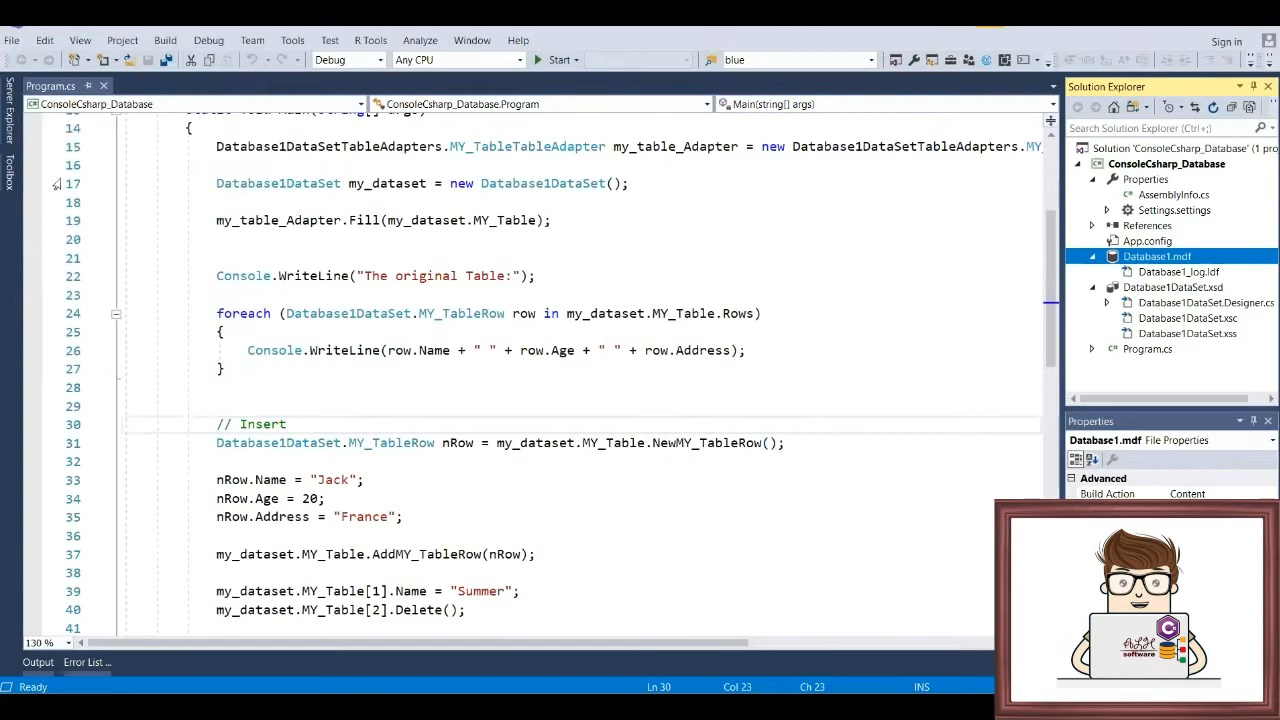 File Edit View Project Build Debug Team Tools Test R Tools Analyze Window Help
Sign in
Debug Any CPU Start blue
Program.cs
ConsoleCsharp_Database ConsoleCsharp_Database.Program Main(string[] args)
Server Explorer
Toolbox
14 {
15 Database1DataSetTableAdapters.MY_TableTableAdapter my_table_Adapter = new Database1DataSetTableAdapters.MY
16
17 Database1DataSet my_dataset = new Database1DataSet();
18
19 my_table_Adapter.Fill(my_dataset.MY_Table);
20
21
22 Console.WriteLine("The original Table:");
23
24 foreach (Database1DataSet.MY_TableRow row in my_dataset.MY_Table.Rows)
25 {
26 Console.WriteLine(row.Name + " " + row.Age + " " + row.Address);
27 }
28
29
30 // Insert
31 Database1DataSet.MY_TableRow nRow = my_dataset.MY_Table.NewMY_TableRow();
32
33 nRow.Name = "Jack";
34 nRow.Age = 20;
35 nRow.Address = "France";
36
37 my_dataset.MY_Table.AddMY_TableRow(nRow);
38
39 my_dataset.MY_Table[1].Name = "Summer";
40 my_dataset.MY_Table[2].Delete();
41
130 %
Output Error List ...
Ready Ln 30 Col 23 Ch 23 INS
Solution Explorer
Search Solution Explorer (Ctrl+;)
Solution 'ConsoleCsharp_Database' (1 pro
ConsoleCsharp_Database
Properties
AssemblyInfo.cs
Settings.settings
References
App.config
Database1.mdf
Database1_log.ldf
Database1DataSet.xsd
Database1DataSet.Designer.cs
Database1DataSet.xsc
Database1DataSet.xss
Program.cs
Properties
Database1.mdf File Properties
Advanced
Build Action Content
software